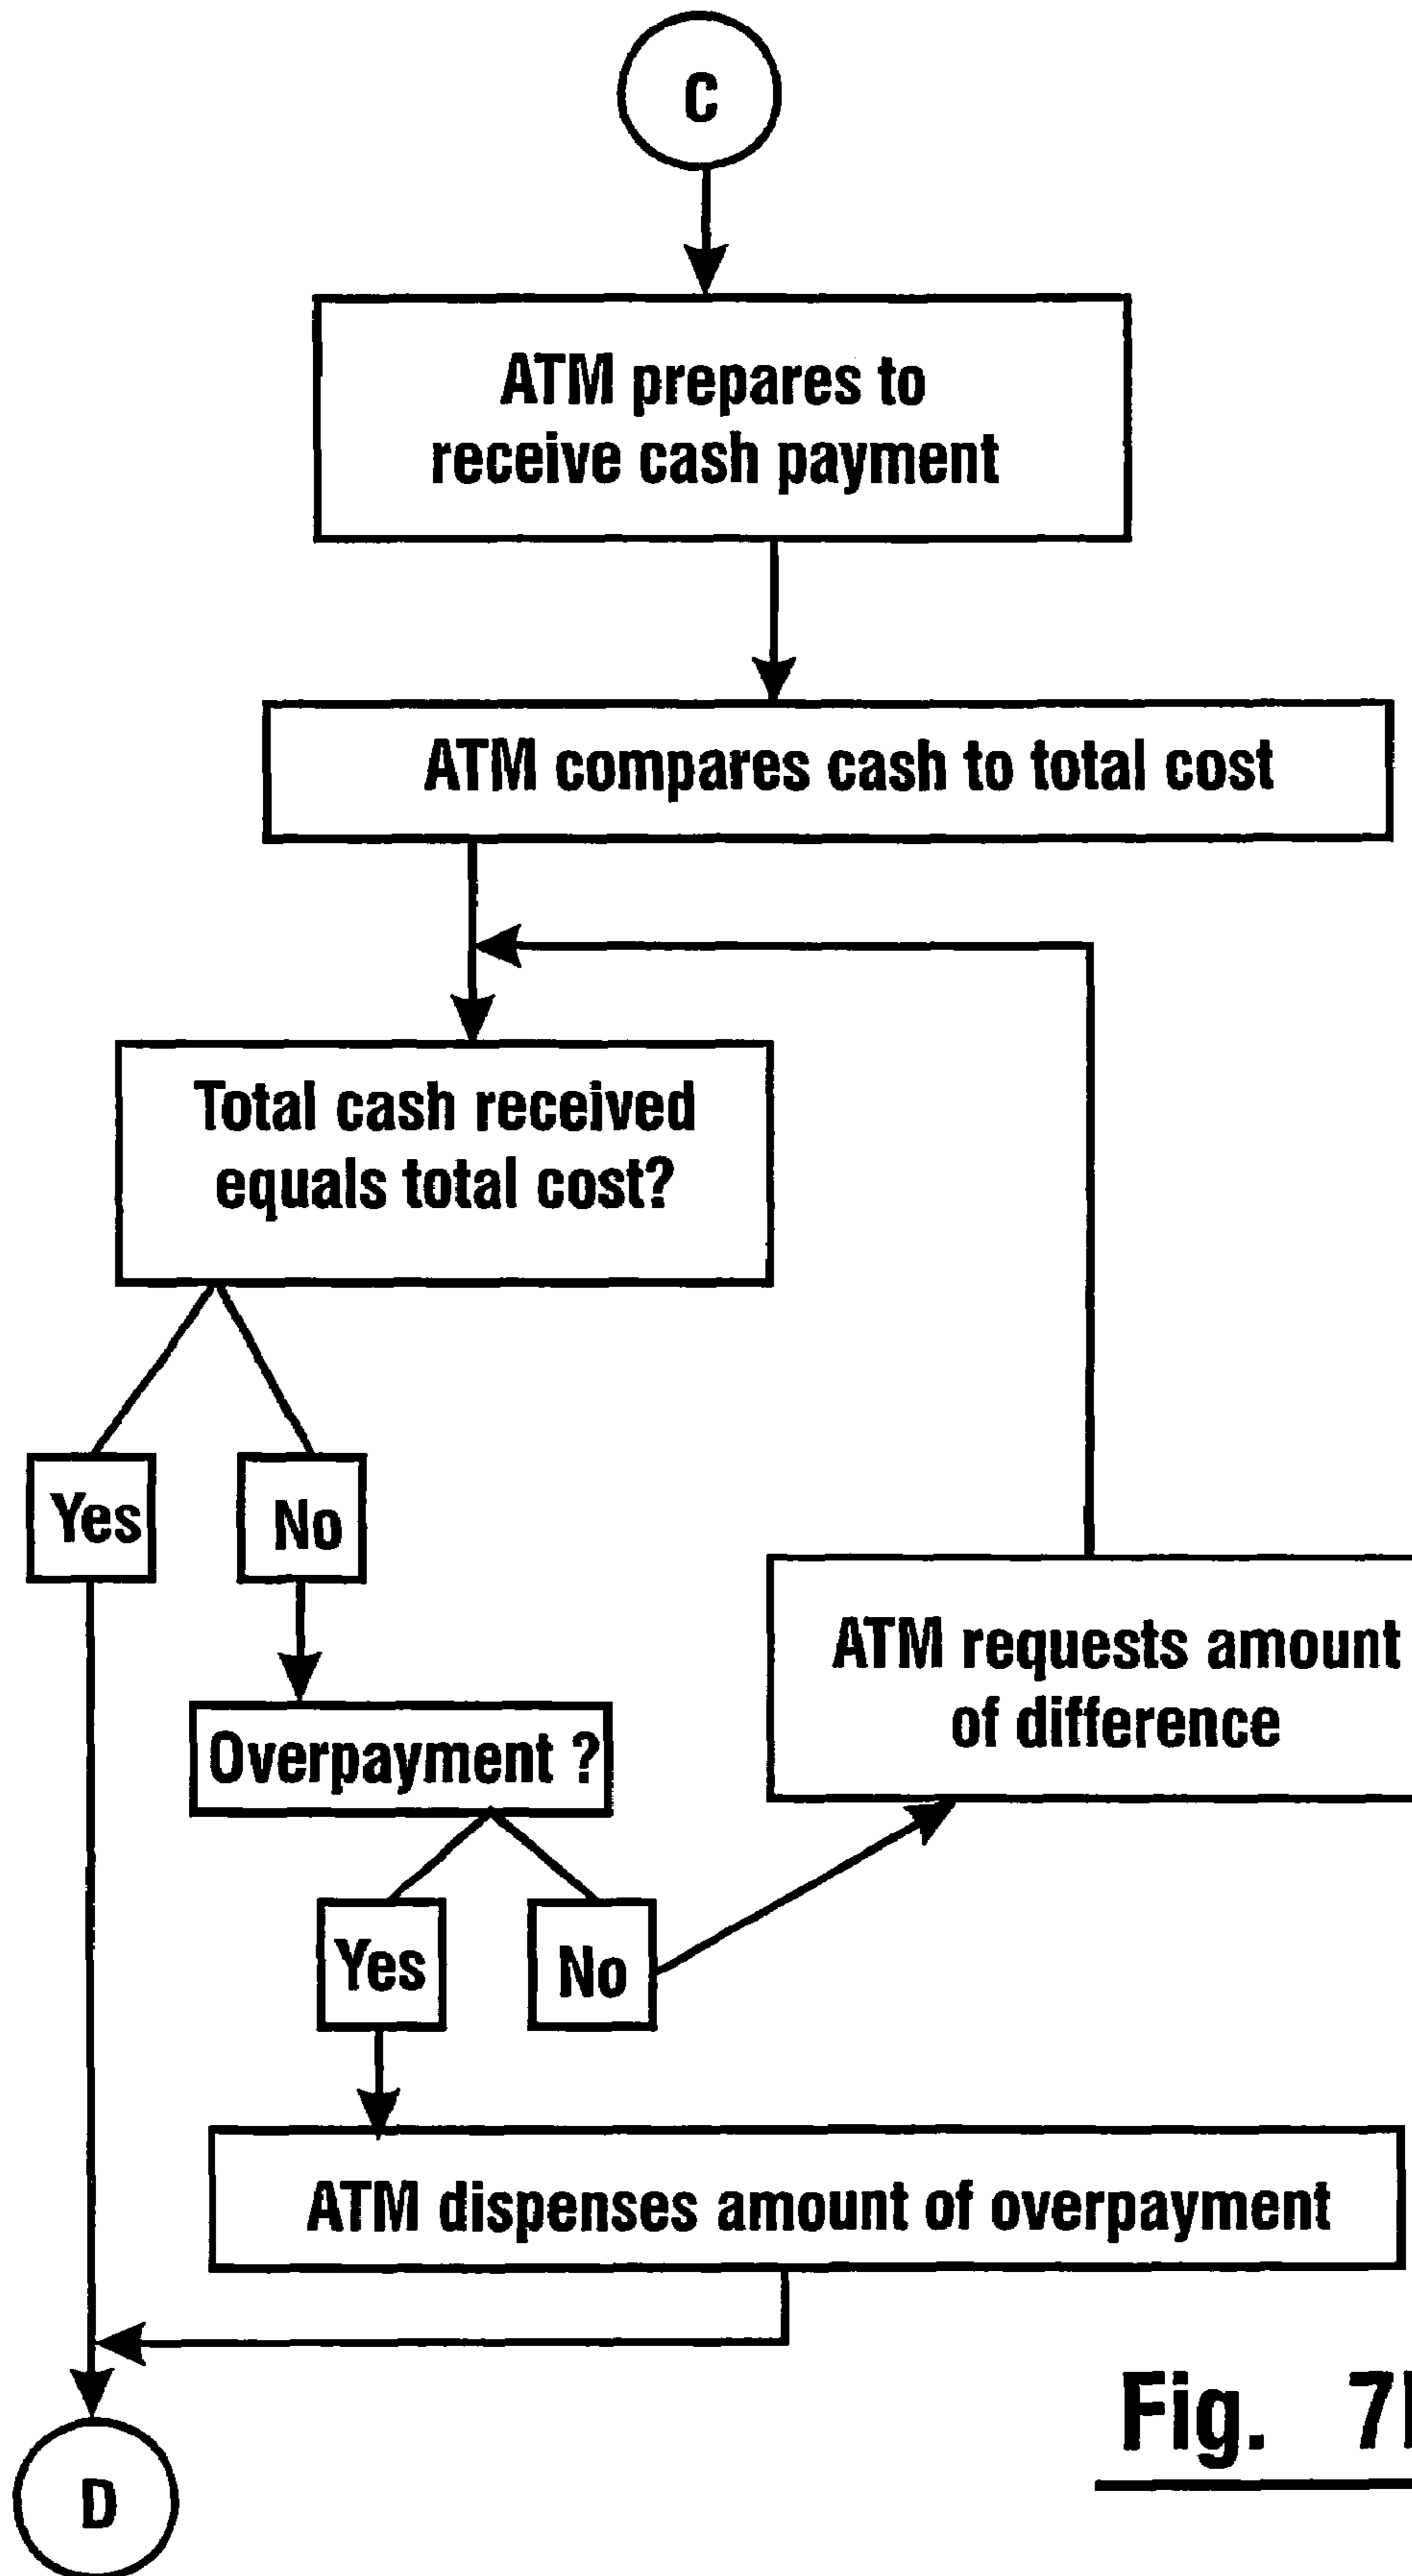 C
ATM prepares to
receive cash payment
ATM compares cash to total cost
Total cash received
equals total cost?
Yes
No
ATM requests amount
of difference
Overpayment ?
Yes
No
ATM dispenses amount of overpayment
Fig.
D